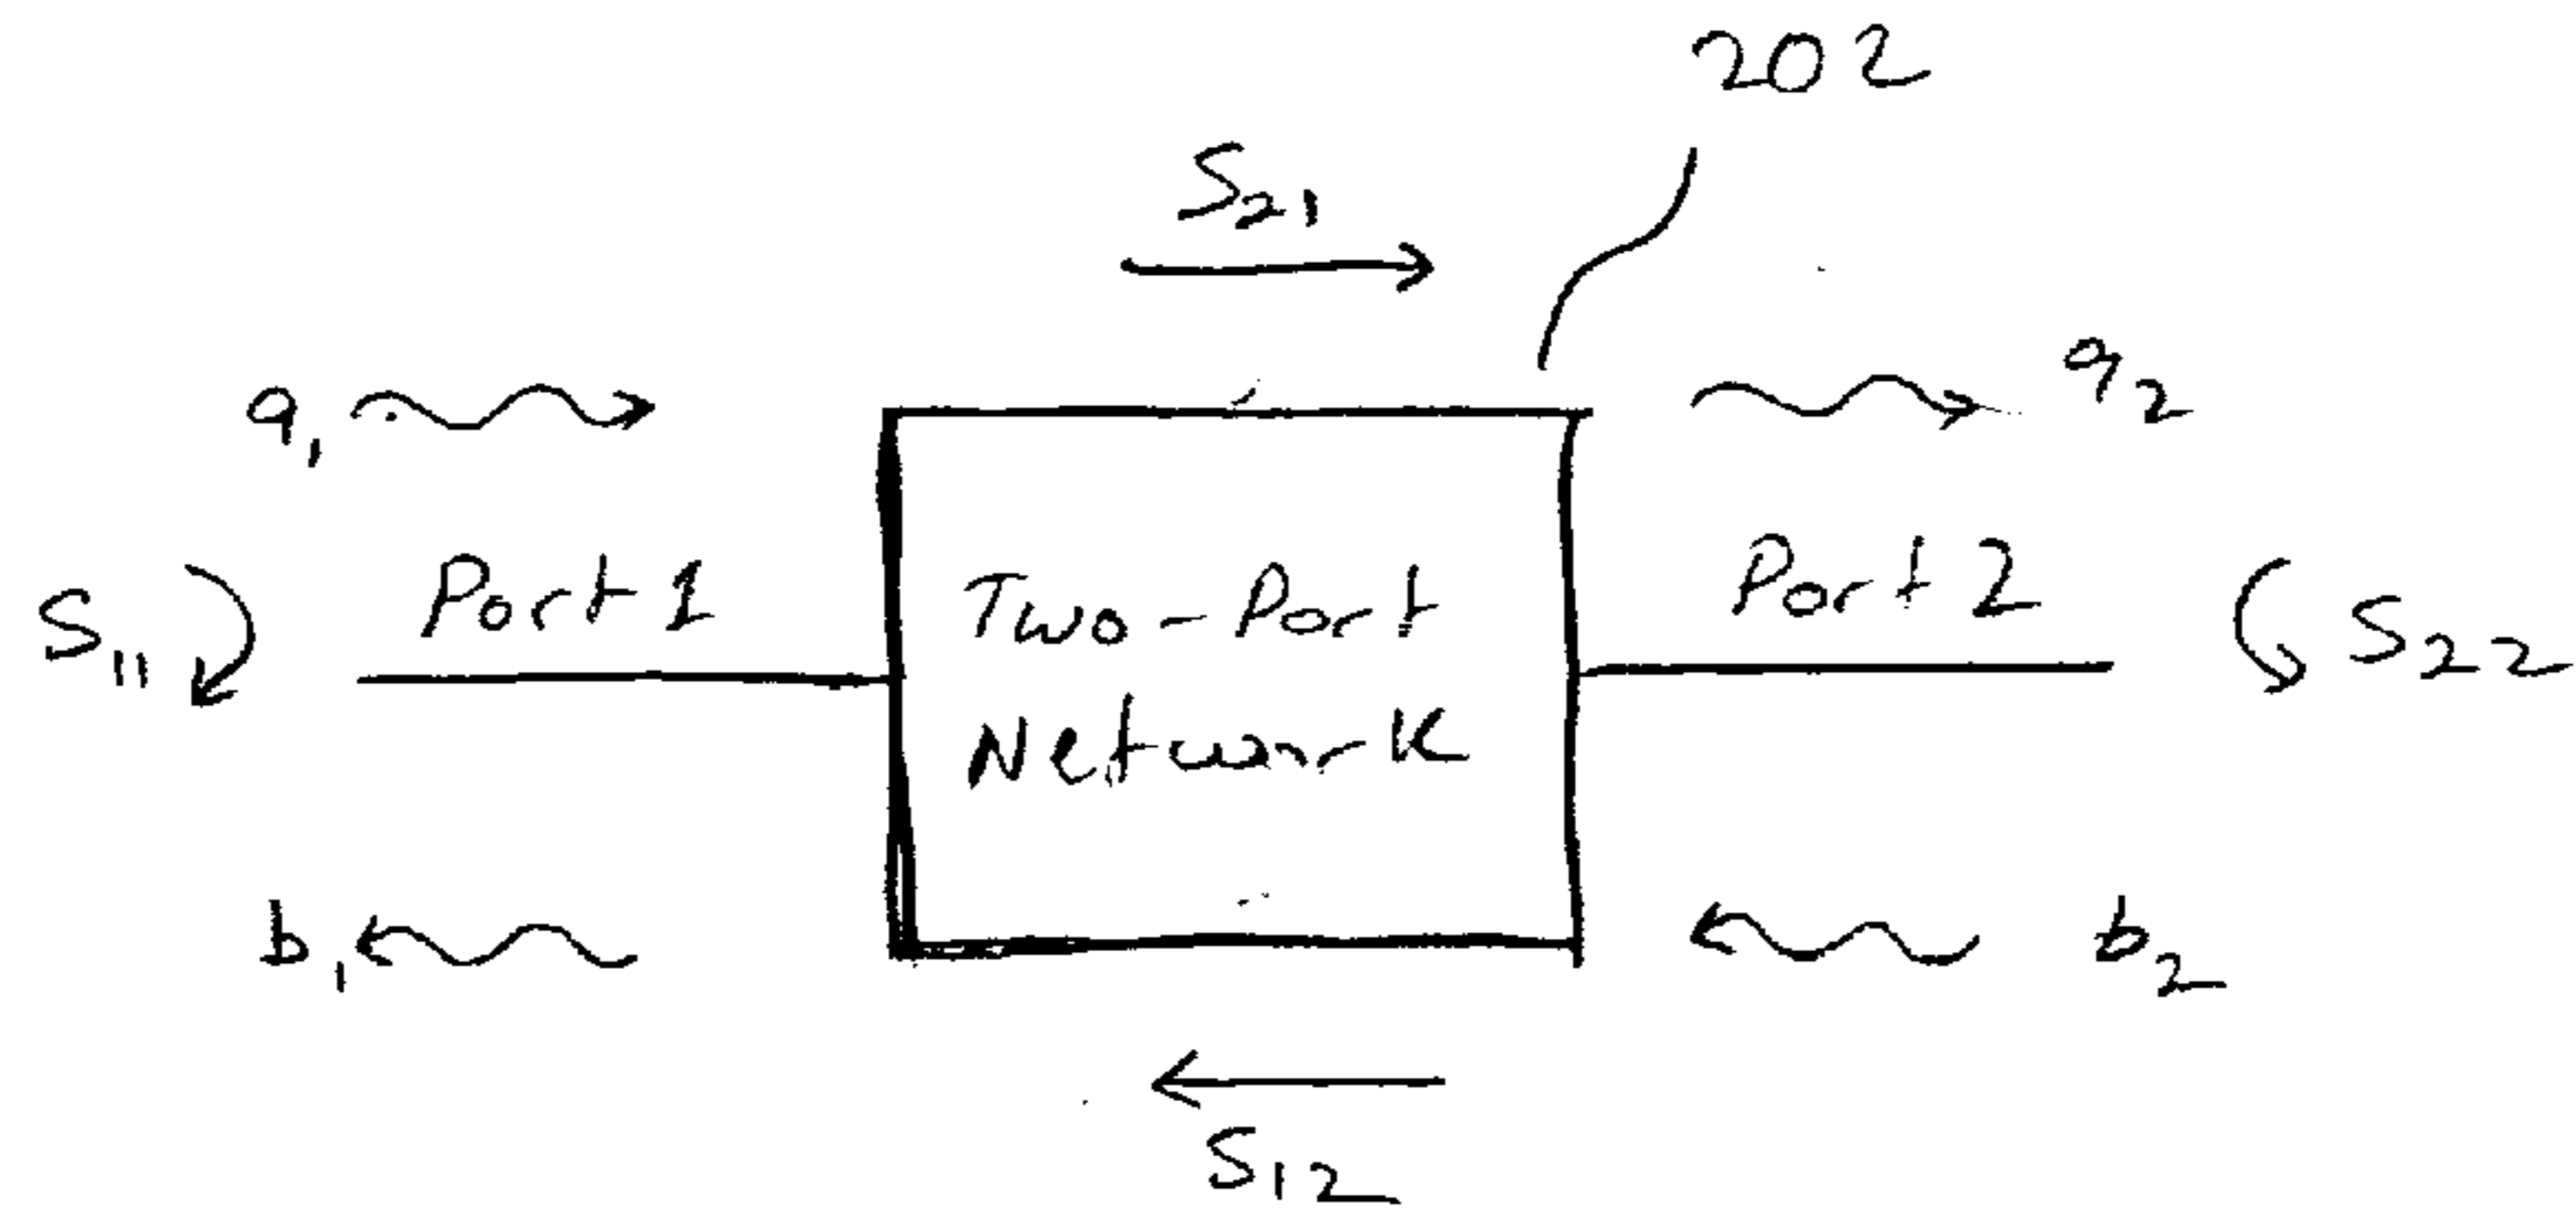 202
S21
a1
a2
S11
Port 1
Two-Port
Network
Port 2
S22
b1
b2
S12